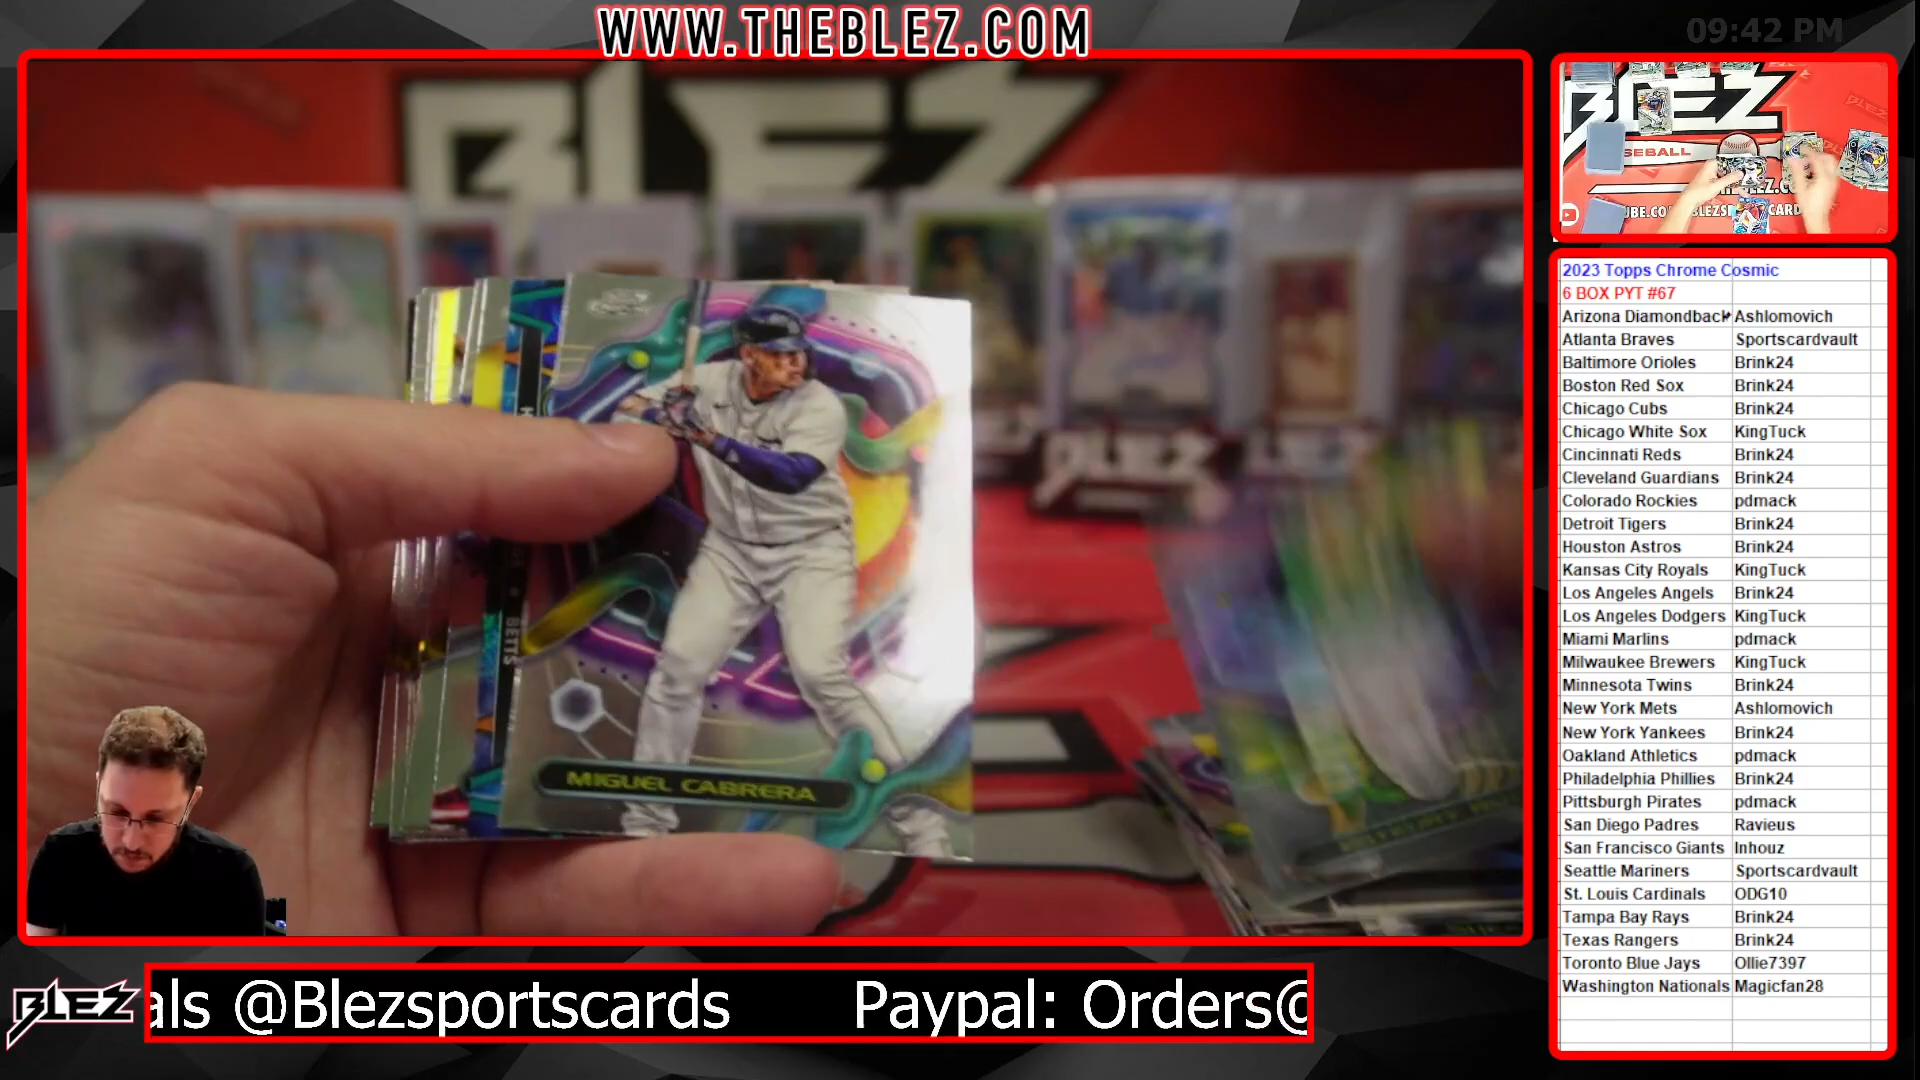 WWW.THEBLEZ.COM
09:42 PM
BLEZ
BLEZ
BLEZ
SEBALL
MIGUEL CABRERA
BETTS
2023 Topps Chrome Cosmic
6 BOX PYT #67
Arizona Diamondback Ashlomovich
Atlanta Braves Sportscardvault
Baltimore Orioles Brink24
Boston Red Sox Brink24
Chicago Cubs Brink24
Chicago White Sox KingTuck
Cincinnati Reds Brink24
Cleveland Guardians Brink24
Colorado Rockies pdmack
Detroit Tigers Brink24
Houston Astros Brink24
Kansas City Royals KingTuck
Los Angeles Angels Brink24
Los Angeles Dodgers KingTuck
Miami Marlins pdmack
Milwaukee Brewers KingTuck
Minnesota Twins Brink24
New York Mets Ashlomovich
New York Yankees Brink24
Oakland Athletics pdmack
Philadelphia Phillies Brink24
Pittsburgh Pirates pdmack
San Diego Padres Ravieus
San Francisco Giants Inhouz
Seattle Mariners Sportscardvault
St. Louis Cardinals ODG10
Tampa Bay Rays Brink24
Texas Rangers Brink24
Toronto Blue Jays Ollie7397
Washington Nationals Magicfan28
BLEZ
als @Blezsportscards Paypal: Orders@